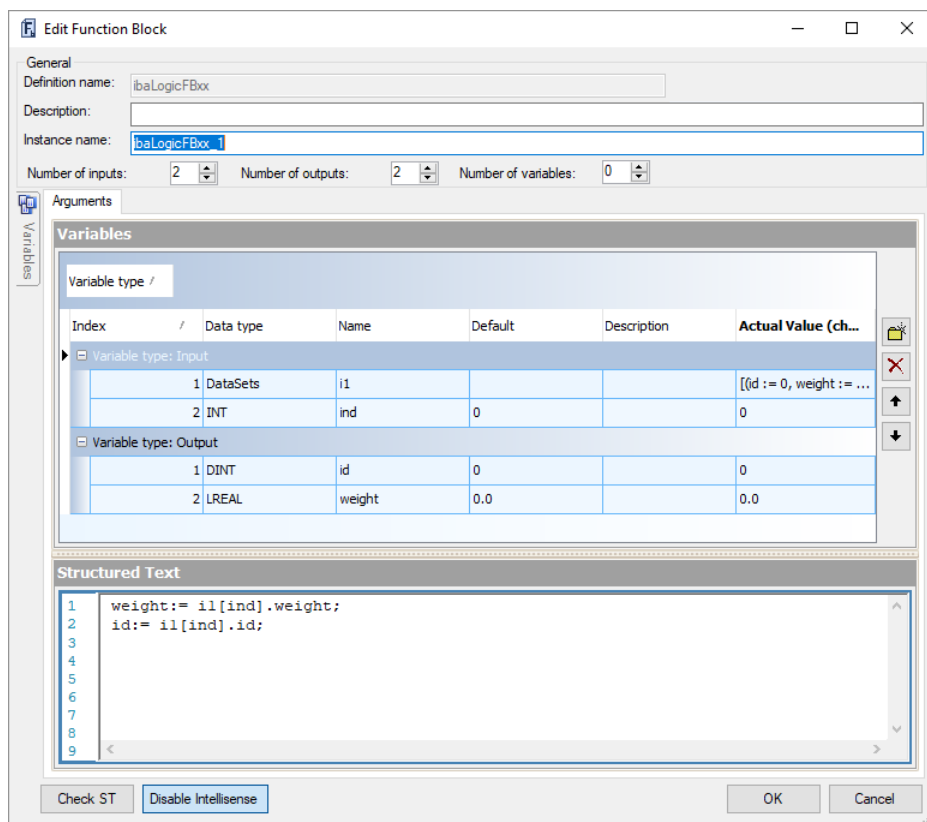 Edit Function Block
General
Definition name: ibaLogicFBxx
Description:
Instance name: ibaLogicFBxx_1
Number of inputs: 2 Number of outputs: 2 Number of variables: 0
Variables
Arguments
Variables
Variable type /
Index / Data type Name Default Description Actual Value (ch...
Variable type: Input
1 DataSets i1 [(id := 0, weight := ...
2 INT ind 0 0
Variable type: Output
1 DINT id 0 0
2 LREAL weight 0.0 0.0
Structured Text
1 weight:= i1[ind].weight;
2 id:= i1[ind].id;
3
4
5
6
7
8
9
Check ST Disable Intellisense OK Cancel